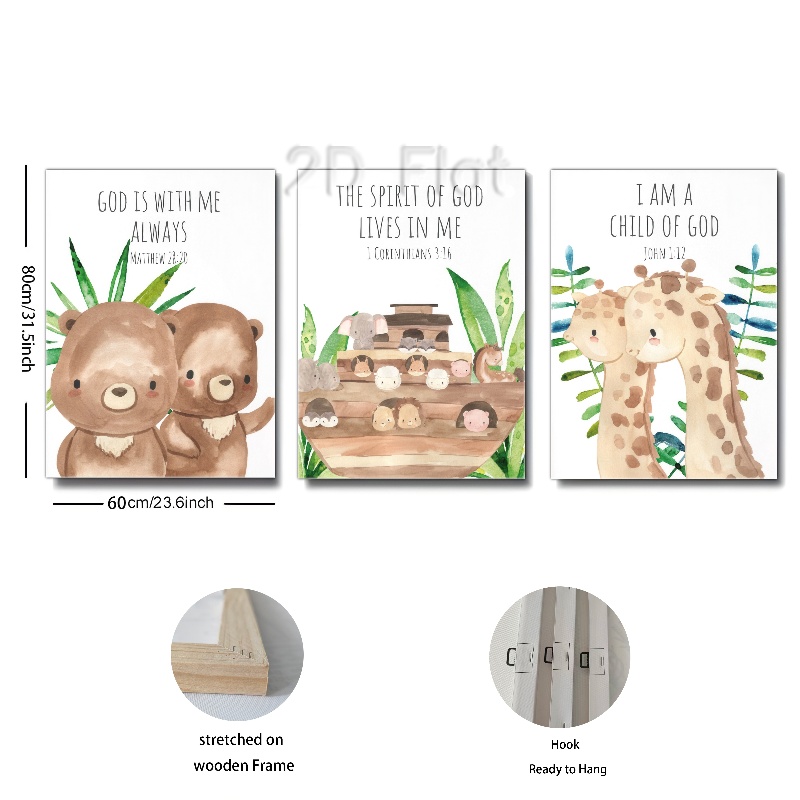 2D Flat
GOD IS WITH ME
ALWAYS
MATTHEW 28:20
THE SPIRIT OF GOD
LIVES IN ME
1 CORINTHIANS 3:16
I AM A
CHILD OF GOD
JOHN 1:12
80cm/31.5inch
60cm/23.6inch
stretched on
wooden Frame
Hook
Ready to Hang